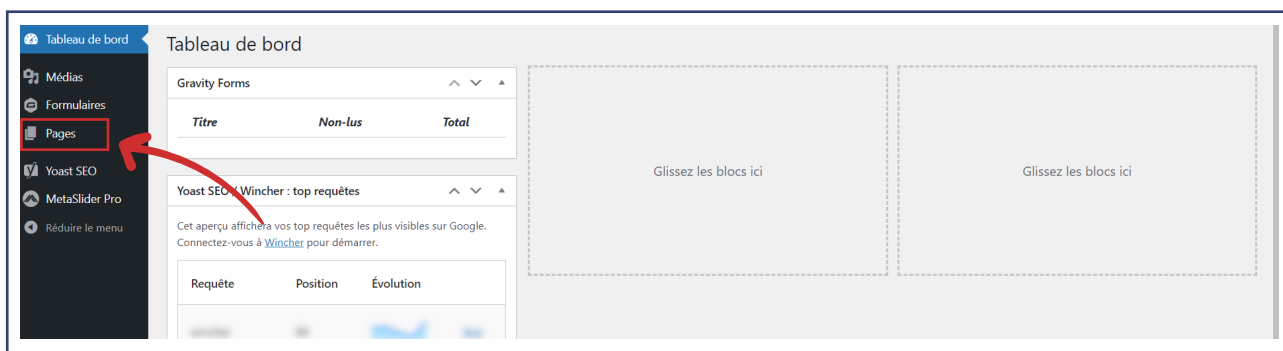 Tableau de bord
Médias
Formulaires
Pages
Yoast SEO
MetaSlider Pro
Réduire le menu
Tableau de bord
Gravity Forms
Titre Non-lus Total
Yoast SEO / Wincher : top requêtes
Cet aperçu affichera vos top requêtes les plus visibles sur Google.
Connectez-vous à Wincher pour démarrer.
Requête Position Évolution
Glissez les blocs ici
Glissez les blocs ici